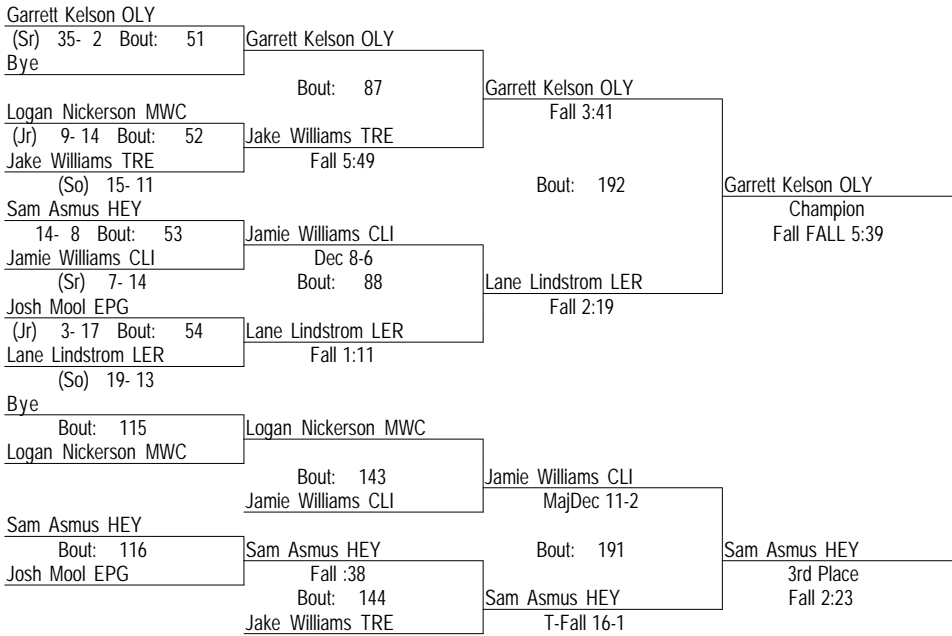 Garrett Kelson OLY
(Sr) 35- 2 Bout: 51 Garrett Kelson OLY
Bye
Bout: 87 Garrett Kelson OLY
Logan Nickerson MWC Fall 3:41
(Jr) 9- 14 Bout: 52 Jake Williams TRE
Jake Williams TRE Fall 5:49
(So) 15- 11 Bout: 192 Garrett Kelson OLY
Sam Asmus HEY Champion
14- 8 Bout: 53 Jamie Williams CLI Fall FALL 5:39
Jamie Williams CLI Dec 8-6
(Sr) 7- 14 Bout: 88 Lane Lindstrom LER
Josh Mool EPG Fall 2:19
(Jr) 3- 17 Bout: 54 Lane Lindstrom LER
Lane Lindstrom LER Fall 1:11
(So) 19- 13
Bye
Bout: 115 Logan Nickerson MWC
Logan Nickerson MWC
Bout: 143 Jamie Williams CLI
Jamie Williams CLI MajDec 11-2
Sam Asmus HEY
Bout: 116 Sam Asmus HEY Bout: 191 Sam Asmus HEY
Josh Mool EPG Fall :38 3rd Place
Bout: 144 Sam Asmus HEY Fall 2:23
Jake Williams TRE T-Fall 16-1